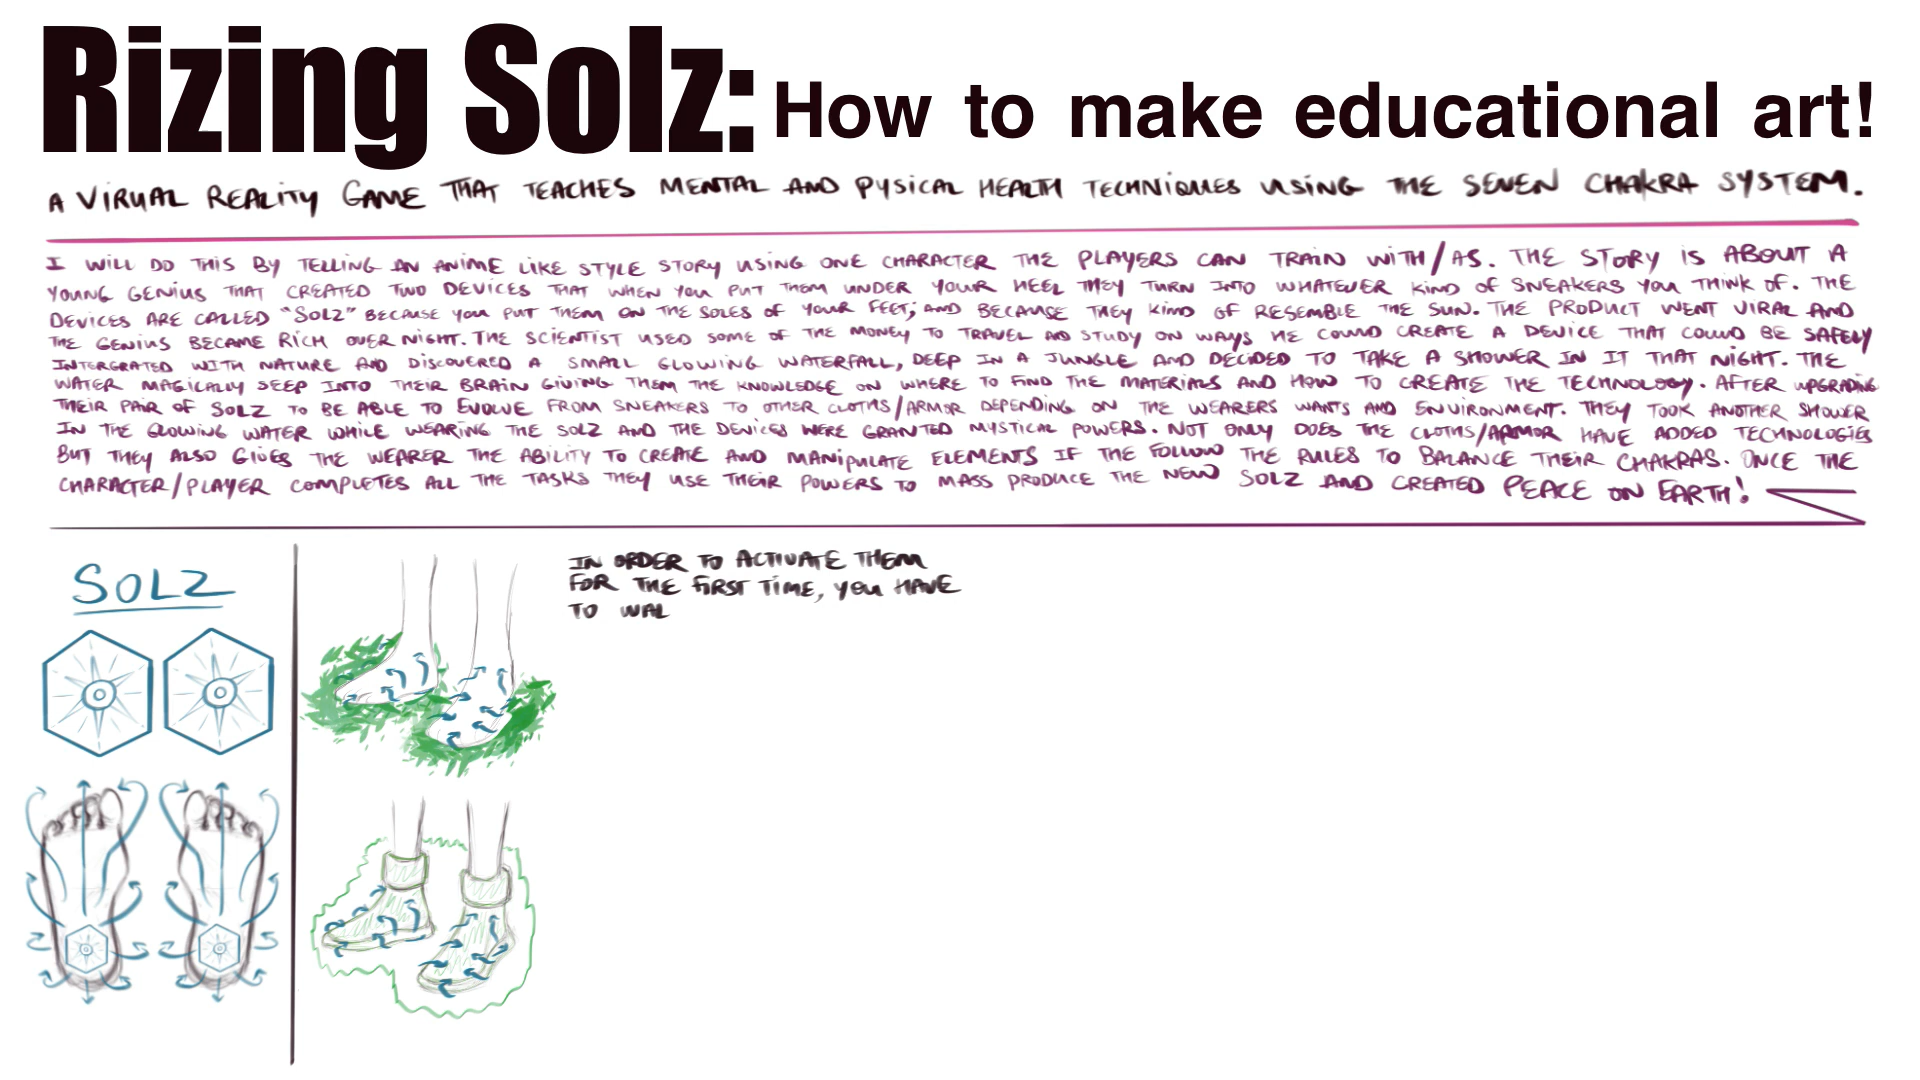 Rizing Solz: How to make educational art!
A VIRUAL REALITY GAME THAT TEACHES MENTAL AND PYSICAL HEALTH TECHNIQUES USING THE SEVEN CHAKRA SYSTEM.
I WILL DO THIS BY TELLING AN ANIME LIKE STYLE STORY USING ONE CHARACTER THE PLAYERS CAN TRAIN WITH/AS. THE STORY IS ABOUT A
YOUNG GENIUS THAT CREATED TWO DEVICES THAT WHEN YOU PUT THEM UNDER YOUR HEEL THEY TURN INTO WHATEVER KIND OF SNEAKERS YOU THINK OF. THE
DEVICES ARE CALLED "SOLZ" BECAUSE YOU PUT THEM ON THE SOLES OF YOUR FEET; AND BECAUSE THEY KIND OF RESEMBLE THE SUN. THE PRODUCT WENT VIRAL AND
THE GENIUS BECAME RICH OVER NIGHT. THE SCIENTIST USED SOME OF THE MONEY TO TRAVEL AND STUDY ON WAYS HE COULD CREATE A DEVICE THAT COULD BE SAFELY
INTERGRATED WITH NATURE AND DISCOVERED A SMALL GLOWING WATERFALL, DEEP IN A JUNGLE AND DECIDED TO TAKE A SHOWER IN IT THAT NIGHT. THE
WATER MAGICALLY SEEP INTO THEIR BRAIN GIVING THEM THE KNOWLEDGE ON WHERE TO FIND THE MATERIALS AND HOW TO CREATE THE TECHNOLOGY. AFTER UPGRADING
THEIR PAIR OF SOLZ TO BE ABLE TO EVOLVE FROM SNEAKERS TO OTHER CLOTHS/ARMOR DEPENDING ON THE WEARERS WANTS AND ENVIRONMENT. THEY TOOK ANOTHER SHOWER
IN THE GLOWING WATER WHILE WEARING THE SOLZ AND THE DEVICES WERE GRANTED MYSTICAL POWERS. NOT ONLY DOES THE CLOTHS/ARMOR HAVE ADDED TECHNOLOGIES
BUT THEY ALSO GIVES THE WEARER THE ABILITY TO CREATE AND MANIPULATE ELEMENTS IF THE FOLLOW THE RULES TO BALANCE THEIR CHAKRAS. ONCE THE
CHARACTER/PLAYER COMPLETES ALL THE TASKS THEY USE THEIR POWERS TO MASS PRODUCE THE NEW SOLZ AND CREATED PEACE ON EARTH!
SOLZ
IN ORDER TO ACTIVATE THEM
FOR THE FIRST TIME, YOU HAVE
TO WAL